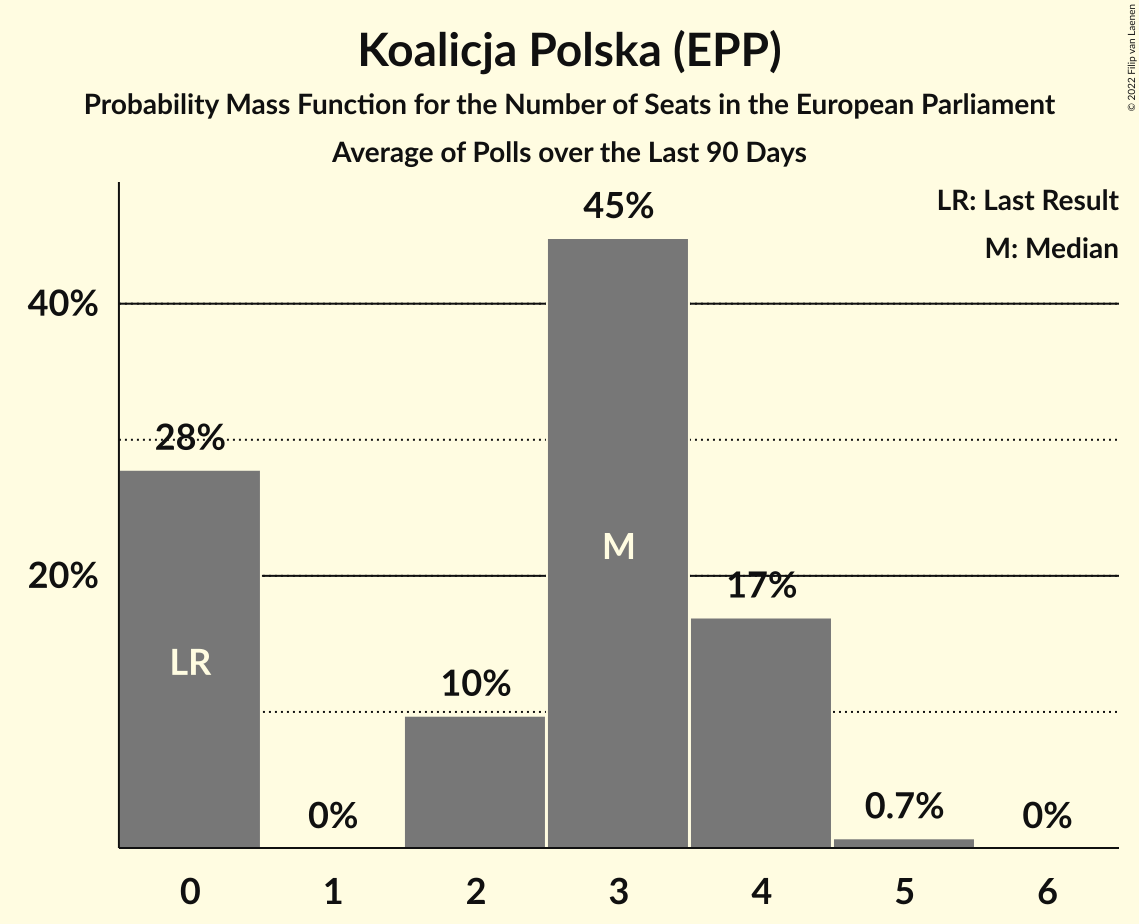 Koalicja Polska (EPP)
Probability Mass Function for the Number of Seats in the European Parliament
Average of Polls over the Last 90 Days
© 2022 Filip van Laenen
LR: Last Result
M: Median
45%
40%
28%
M
20%
17%
LR
10%
0%
0.7%
0%
0 1 2 3 4 5 6